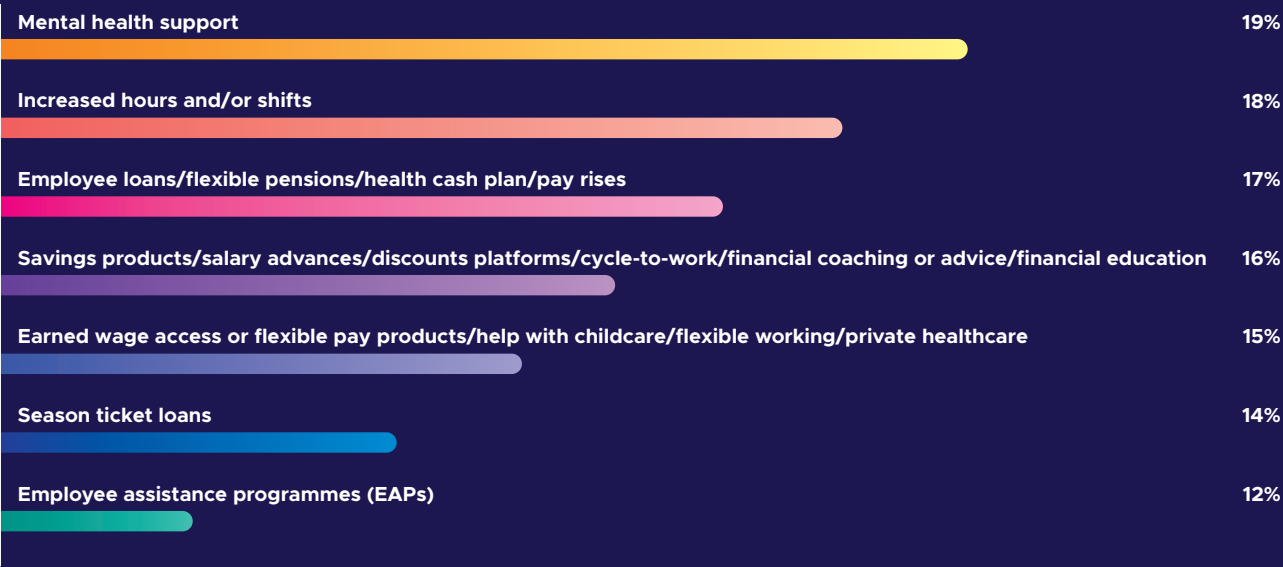 Mental health support 19%
Increased hours and/or shifts 18%
Employee loans/flexible pensions/health cash plan/pay rises 17%
Savings products/salary advances/discounts platforms/cycle-to-work/financial coaching or advice/financial education 16%
Earned wage access or flexible pay products/help with childcare/flexible working/private healthcare 15%
Season ticket loans 14%
Employee assistance programmes (EAPs) 12%